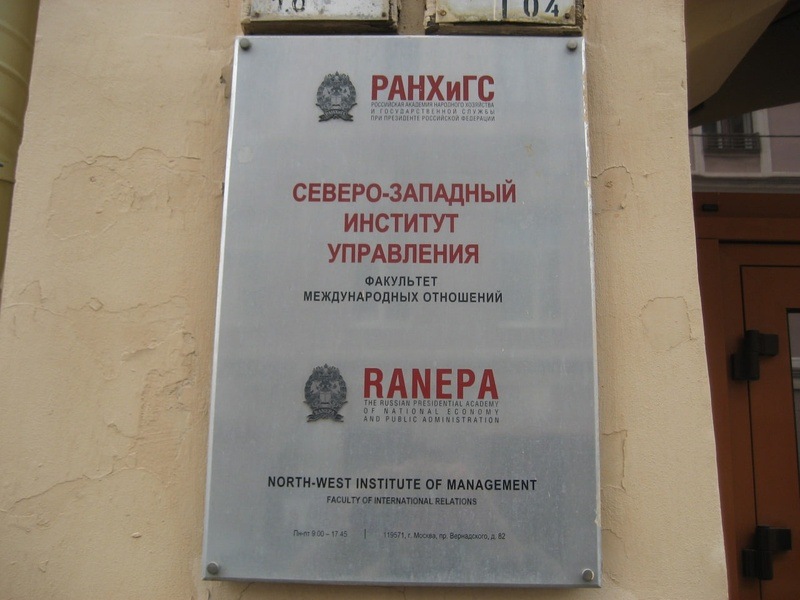 104
РАНХиГС
РОССИЙСКАЯ АКАДЕМИЯ НАРОДНОГО ХОЗЯЙСТВА
И ГОСУДАРСТВЕННОЙ СЛУЖБЫ
ПРИ ПРЕЗИДЕНТЕ РОССИЙСКОЙ ФЕДЕРАЦИИ
СЕВЕРО-ЗАПАДНЫЙ
ИНСТИТУТ
УПРАВЛЕНИЯ
ФАКУЛЬТЕТ
МЕЖДУНАРОДНЫХ ОТНОШЕНИЙ
RANEPA
THE RUSSIAN PRESIDENTIAL ACADEMY
OF NATIONAL ECONOMY
AND PUBLIC ADMINISTRATION
NORTH-WEST INSTITUTE OF MANAGEMENT
FACULTY OF INTERNATIONAL RELATIONS
Пн-пт 9:00 – 17:45 | 119571, г. Москва, пр. Вернадского, д. 82